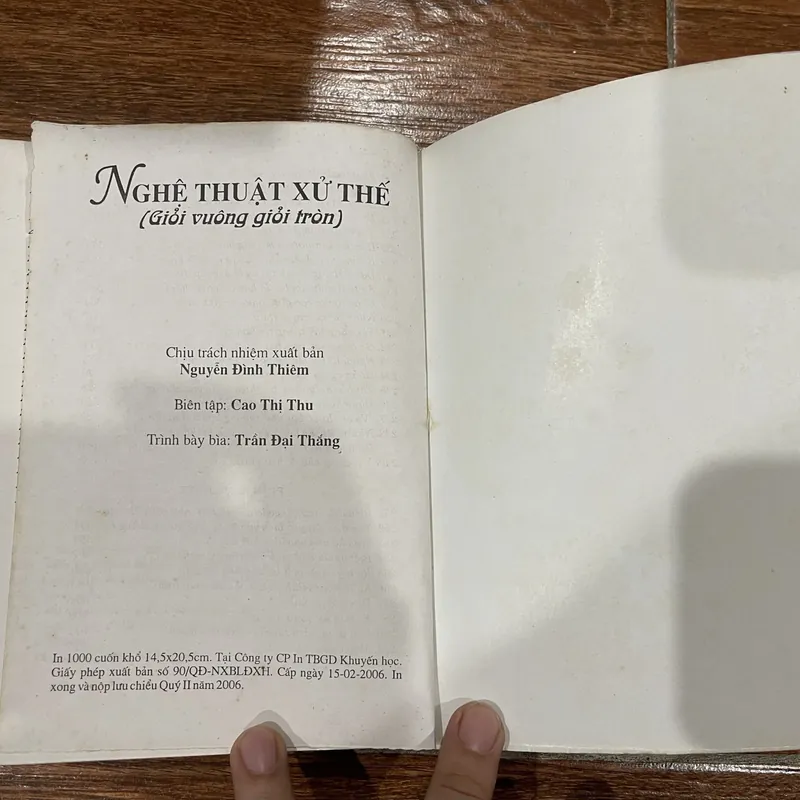 NGHỆ THUẬT XỬ THẾ
(Giỏi vuông giỏi tròn)
Chịu trách nhiệm xuất bản
Nguyễn Đình Thiêm
Biên tập: Cao Thị Thu
Trình bày bìa: Trần Đại Thắng
In 1000 cuốn khổ 14,5x20,5cm. Tại Công ty CP In TBGD Khuyến học.
Giấy phép xuất bản số 90/QĐ-NXBLĐXH. Cấp ngày 15-02-2006. In
xong và nộp lưu chiểu Quý II năm 2006.